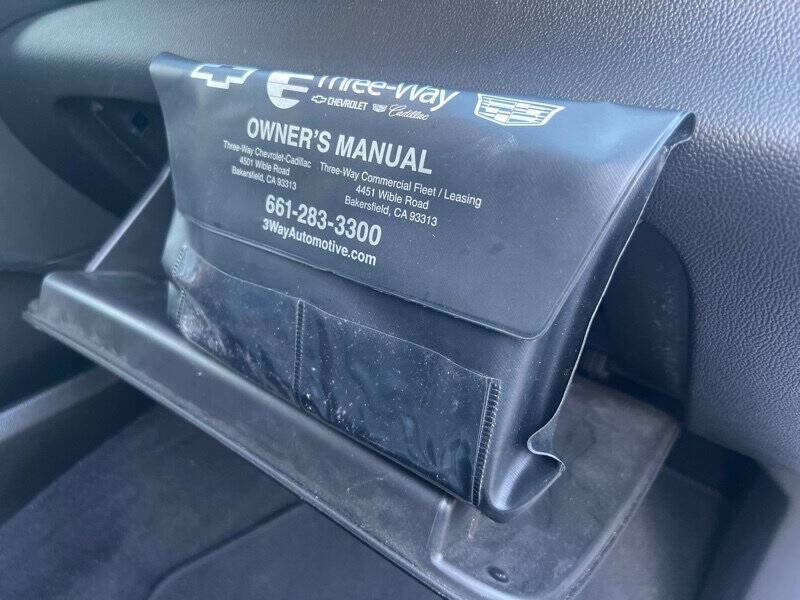 Three-Way
CHEVROLET Cadillac
OWNER'S MANUAL
Three-Way Chevrolet-Cadillac
4501 Wible Road
Bakersfield, CA 93313
Three-Way Commercial Fleet / Leasing
4451 Wible Road
Bakersfield, CA 93313
661-283-3300
3WayAutomotive.com